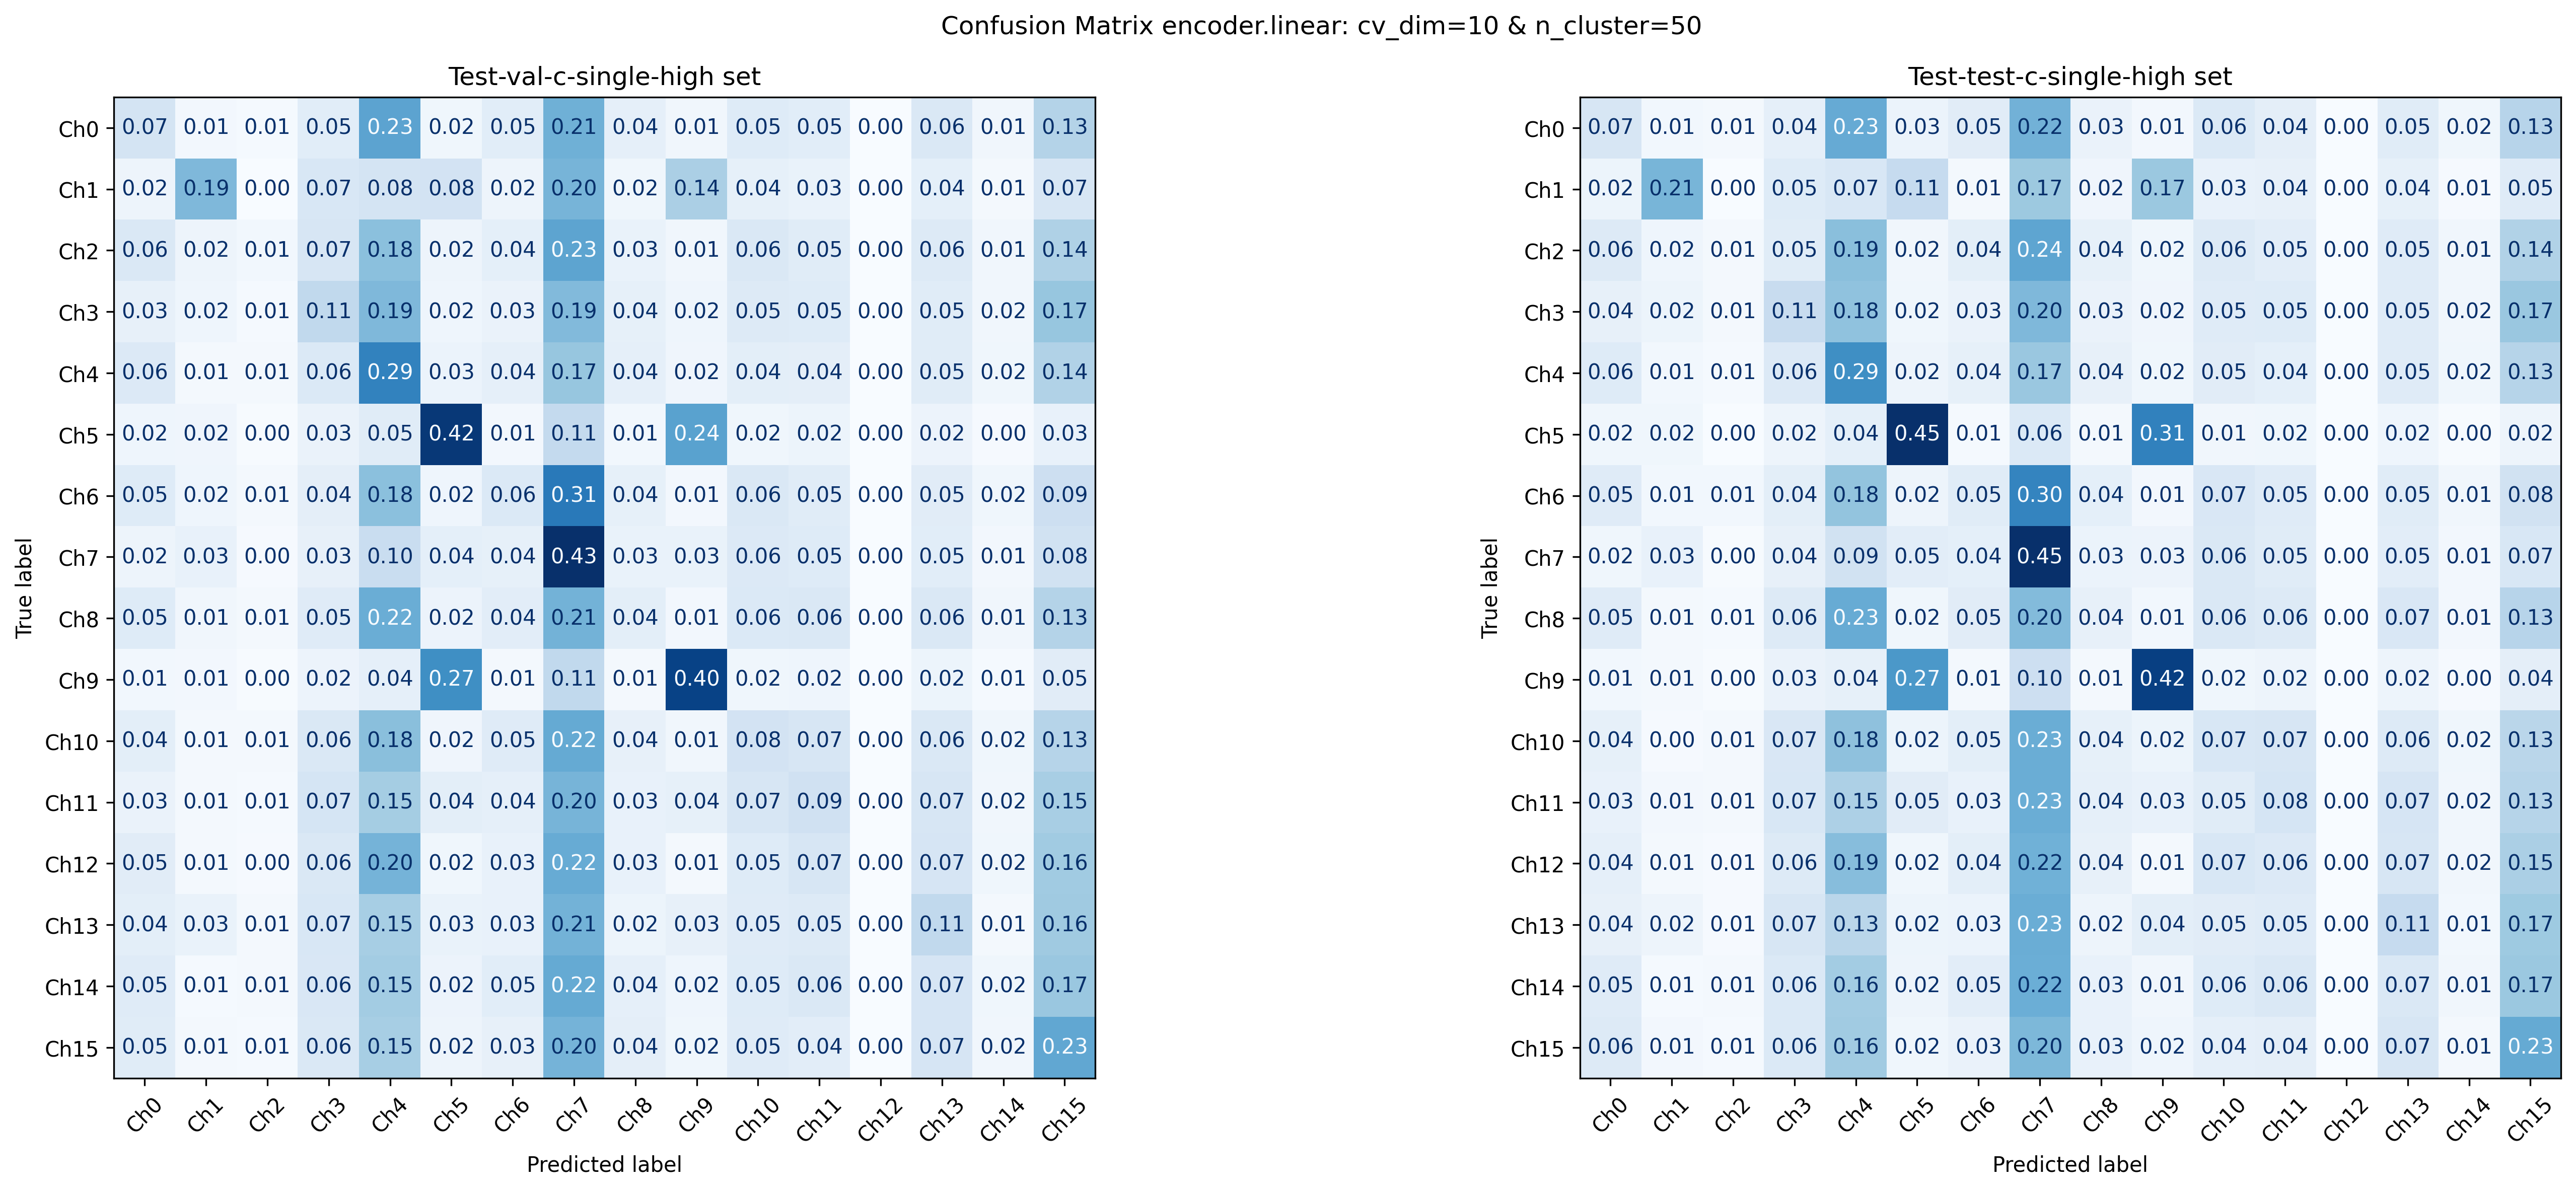 Confusion Matrix encoder.linear: cv_dim=10 & n_cluster=50
Test-val-c-single-high set
True label
Ch0 0.07 0.01 0.01 0.05 0.23 0.02 0.05 0.21 0.04 0.01 0.05 0.05 0.00 0.06 0.01 0.13
Ch1 0.02 0.19 0.00 0.07 0.08 0.08 0.02 0.20 0.02 0.14 0.04 0.03 0.00 0.04 0.01 0.07
Ch2 0.06 0.02 0.01 0.07 0.18 0.02 0.04 0.23 0.03 0.01 0.06 0.05 0.00 0.06 0.01 0.14
Ch3 0.03 0.02 0.01 0.11 0.19 0.02 0.03 0.19 0.04 0.02 0.05 0.05 0.00 0.05 0.02 0.17
Ch4 0.06 0.01 0.01 0.06 0.29 0.03 0.04 0.17 0.04 0.02 0.04 0.04 0.00 0.05 0.02 0.14
Ch5 0.02 0.02 0.00 0.03 0.05 0.42 0.01 0.11 0.01 0.24 0.02 0.02 0.00 0.02 0.00 0.03
Ch6 0.05 0.02 0.01 0.04 0.18 0.02 0.06 0.31 0.04 0.01 0.06 0.05 0.00 0.05 0.02 0.09
Ch7 0.02 0.03 0.00 0.03 0.10 0.04 0.04 0.43 0.03 0.03 0.06 0.05 0.00 0.05 0.01 0.08
Ch8 0.05 0.01 0.01 0.05 0.22 0.02 0.04 0.21 0.04 0.01 0.06 0.06 0.00 0.06 0.01 0.13
Ch9 0.01 0.01 0.00 0.02 0.04 0.27 0.01 0.11 0.01 0.40 0.02 0.02 0.00 0.02 0.01 0.05
Ch10 0.04 0.01 0.01 0.06 0.18 0.02 0.05 0.22 0.04 0.01 0.08 0.07 0.00 0.06 0.02 0.13
Ch11 0.03 0.01 0.01 0.07 0.15 0.04 0.04 0.20 0.03 0.04 0.07 0.09 0.00 0.07 0.02 0.15
Ch12 0.05 0.01 0.00 0.06 0.20 0.02 0.03 0.22 0.03 0.01 0.05 0.07 0.00 0.07 0.02 0.16
Ch13 0.04 0.03 0.01 0.07 0.15 0.03 0.03 0.21 0.02 0.03 0.05 0.05 0.00 0.11 0.01 0.16
Ch14 0.05 0.01 0.01 0.06 0.15 0.02 0.05 0.22 0.04 0.02 0.05 0.06 0.00 0.07 0.02 0.17
Ch15 0.05 0.01 0.01 0.06 0.15 0.02 0.03 0.20 0.04 0.02 0.05 0.04 0.00 0.07 0.02 0.23
Ch0 Ch1 Ch2 Ch3 Ch4 Ch5 Ch6 Ch7 Ch8 Ch9 Ch10 Ch11 Ch12 Ch13 Ch14 Ch15
Predicted label
Test-test-c-single-high set
True label
Ch0 0.07 0.01 0.01 0.04 0.23 0.03 0.05 0.22 0.03 0.01 0.06 0.04 0.00 0.05 0.02 0.13
Ch1 0.02 0.21 0.00 0.05 0.07 0.11 0.01 0.17 0.02 0.17 0.03 0.04 0.00 0.04 0.01 0.05
Ch2 0.06 0.02 0.01 0.05 0.19 0.02 0.04 0.24 0.04 0.02 0.06 0.05 0.00 0.05 0.01 0.14
Ch3 0.04 0.02 0.01 0.11 0.18 0.02 0.03 0.20 0.03 0.02 0.05 0.05 0.00 0.05 0.02 0.17
Ch4 0.06 0.01 0.01 0.06 0.29 0.02 0.04 0.17 0.04 0.02 0.05 0.04 0.00 0.05 0.02 0.13
Ch5 0.02 0.02 0.00 0.02 0.04 0.45 0.01 0.06 0.01 0.31 0.01 0.02 0.00 0.02 0.00 0.02
Ch6 0.05 0.01 0.01 0.04 0.18 0.02 0.05 0.30 0.04 0.01 0.07 0.05 0.00 0.05 0.01 0.08
Ch7 0.02 0.03 0.00 0.04 0.09 0.05 0.04 0.45 0.03 0.03 0.06 0.05 0.00 0.05 0.01 0.07
Ch8 0.05 0.01 0.01 0.06 0.23 0.02 0.05 0.20 0.04 0.01 0.06 0.06 0.00 0.07 0.01 0.13
Ch9 0.01 0.01 0.00 0.03 0.04 0.27 0.01 0.10 0.01 0.42 0.02 0.02 0.00 0.02 0.00 0.04
Ch10 0.04 0.00 0.01 0.07 0.18 0.02 0.05 0.23 0.04 0.02 0.07 0.07 0.00 0.06 0.02 0.13
Ch11 0.03 0.01 0.01 0.07 0.15 0.05 0.03 0.23 0.04 0.03 0.05 0.08 0.00 0.07 0.02 0.13
Ch12 0.04 0.01 0.01 0.06 0.19 0.02 0.04 0.22 0.04 0.01 0.07 0.06 0.00 0.07 0.02 0.15
Ch13 0.04 0.02 0.01 0.07 0.13 0.02 0.03 0.23 0.02 0.04 0.05 0.05 0.00 0.11 0.01 0.17
Ch14 0.05 0.01 0.01 0.06 0.16 0.02 0.05 0.22 0.03 0.01 0.06 0.06 0.00 0.07 0.01 0.17
Ch15 0.06 0.01 0.01 0.06 0.16 0.02 0.03 0.20 0.03 0.02 0.04 0.04 0.00 0.07 0.01 0.23
Ch0 Ch1 Ch2 Ch3 Ch4 Ch5 Ch6 Ch7 Ch8 Ch9 Ch10 Ch11 Ch12 Ch13 Ch14 Ch15
Predicted label